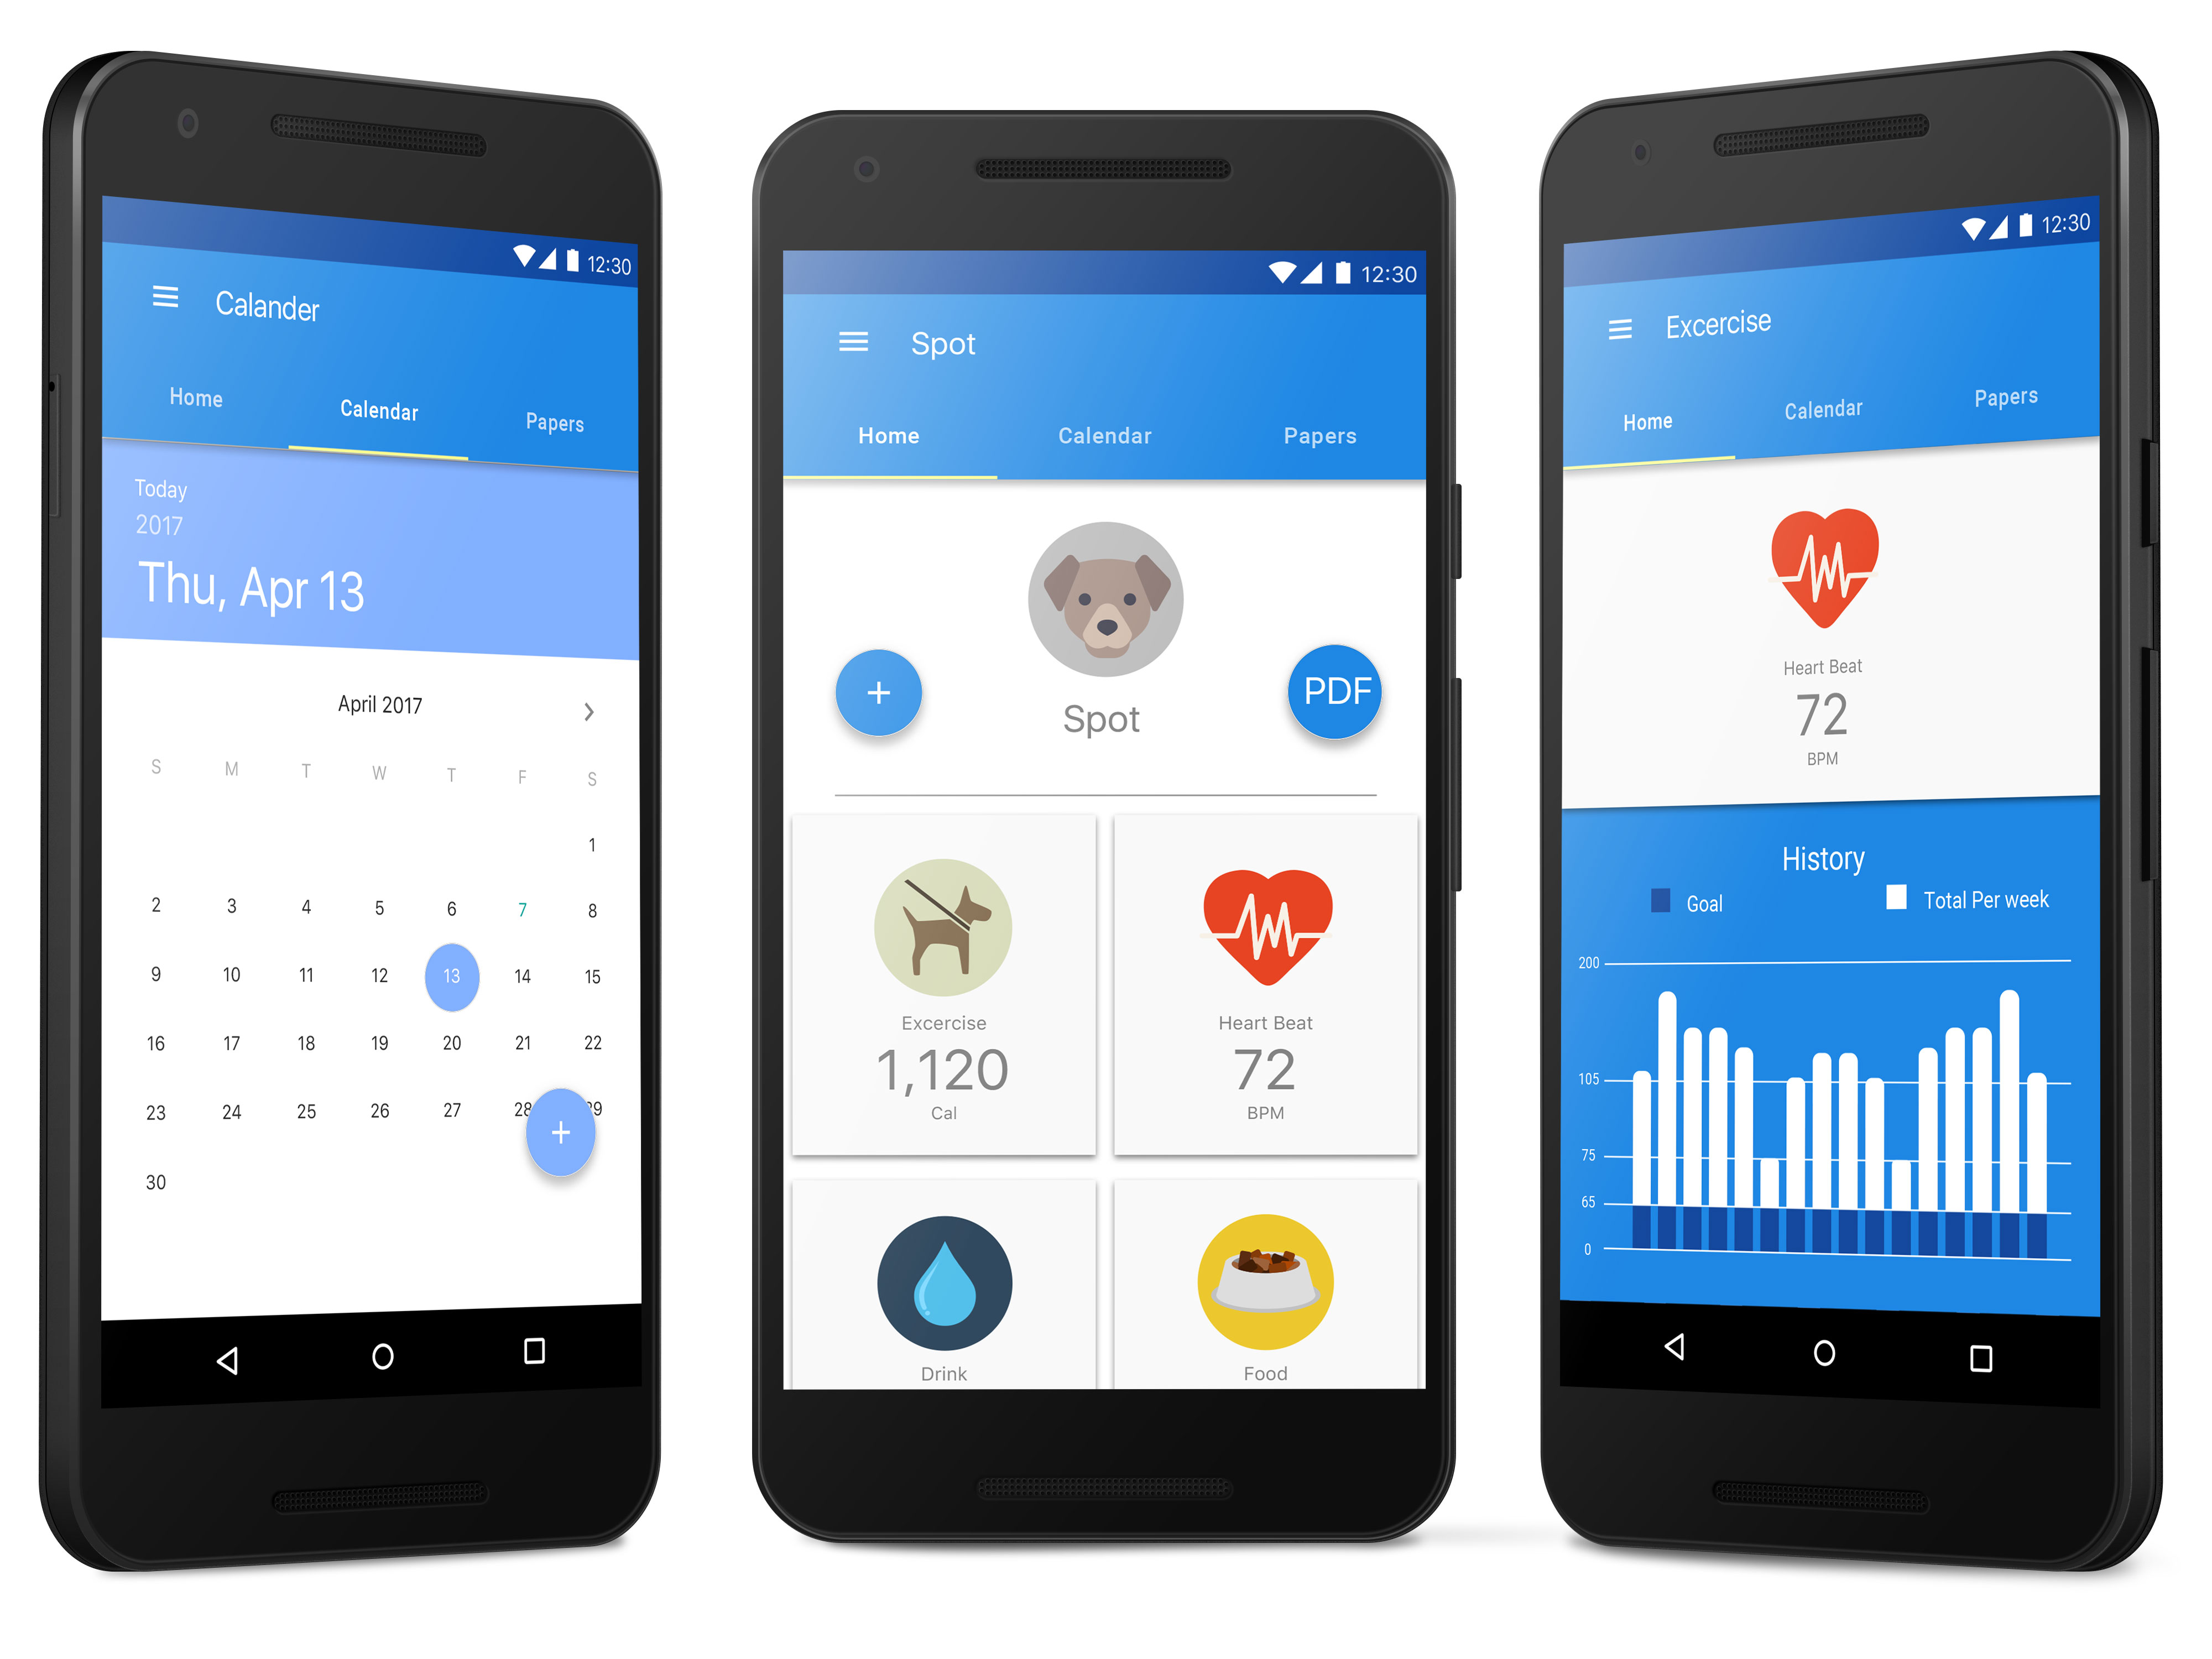 12:30
Calander
Home Calendar Papers
Today
2017
Thu, Apr 13
April 2017
S M T W T F S
1
2 3 4 5 6 7 8
9 10 11 12 13 14 15
16 17 18 19 20 21 22
23 24 25 26 27 28 29
+
30
12:30
Spot
Home Calendar Papers
+
PDF
Spot
Excercise
1,120
Cal
Heart Beat
72
BPM
Drink
Food
12:30
Excercise
Home Calendar Papers
Heart Beat
72
BPM
History
Goal Total Per week
200
105
75
65
0